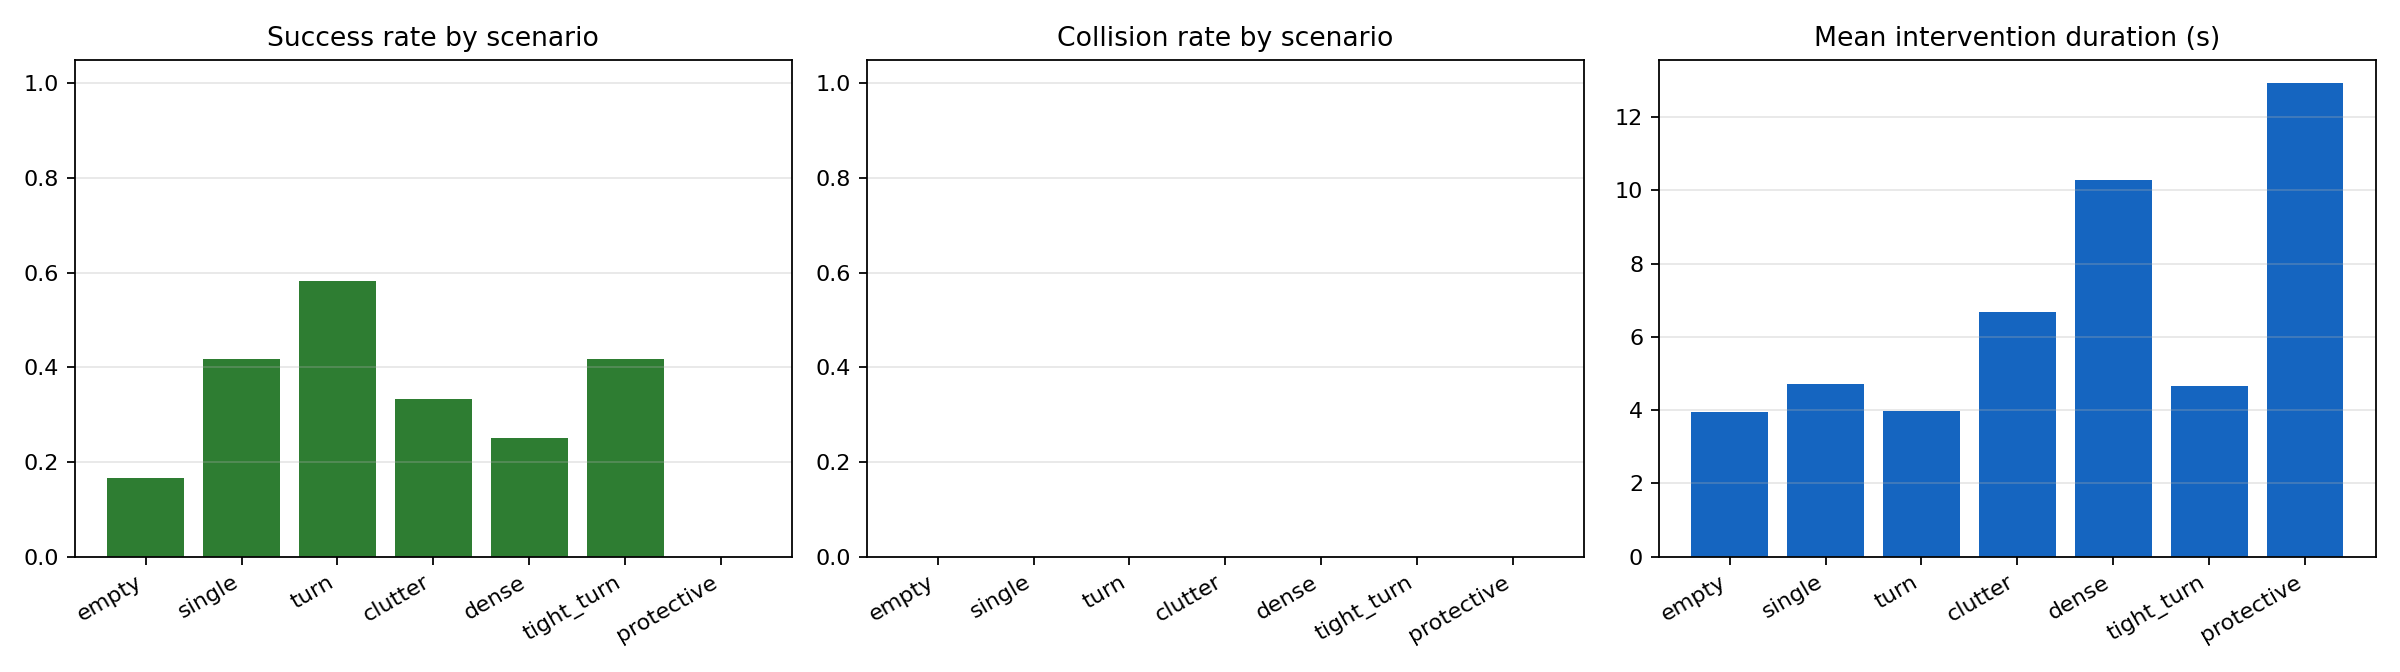 Success rate by scenario
1.0
0.8
0.6
0.4
0.2
0.0
empty
single
turn
clutter
dense
tight_turn
protective
Collision rate by scenario
1.0
0.8
0.6
0.4
0.2
0.0
empty
single
turn
clutter
dense
tight_turn
protective
Mean intervention duration (s)
12
10
8
6
4
2
0
empty
single
turn
clutter
dense
tight_turn
protective